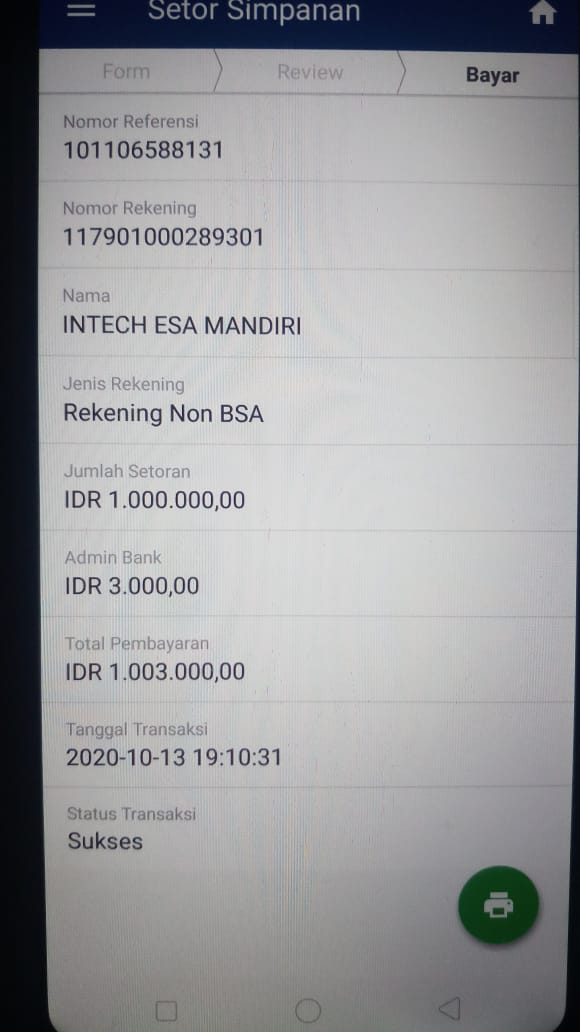 Setor Simpanan
Form
Review
Bayar
Nomor Referensi
101106588131
Nomor Rekening
117901000289301
Nama
INTECH ESA MANDIRI
Jenis Rekening
Rekening Non BSA
Jumlah Setoran
IDR 1.000.000,00
Admin Bank
IDR 3.000,00
Total Pembayaran
IDR 1.003.000,00
Tanggal Transaksi
2020-10-13 19:10:31
Status Transaksi
Sukses